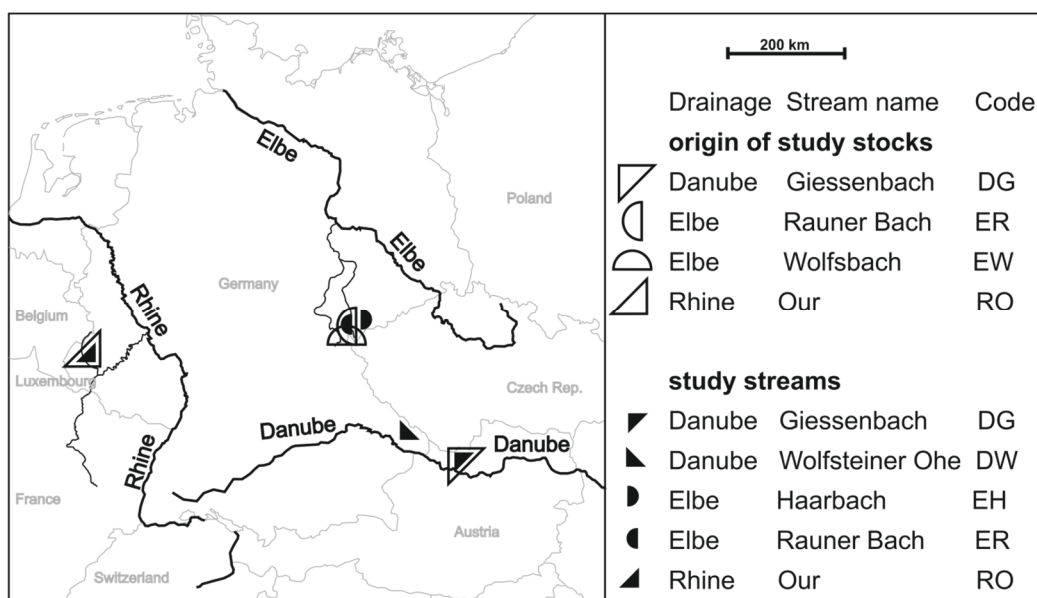 Elbe
Elbe
Poland
Germany
Belgium
Rhine
Luxembourg
Czech Rep.
Danube
Danube
Rhine
France
Austria
Switzerland
200 km
Drainage Stream name Code
origin of study stocks
Danube Giessenbach DG
Elbe Rauner Bach ER
Elbe Wolfsbach EW
Rhine Our RO
study streams
Danube Giessenbach DG
Danube Wolfsteiner Ohe DW
Elbe Haarbach EH
Elbe Rauner Bach ER
Rhine Our RO